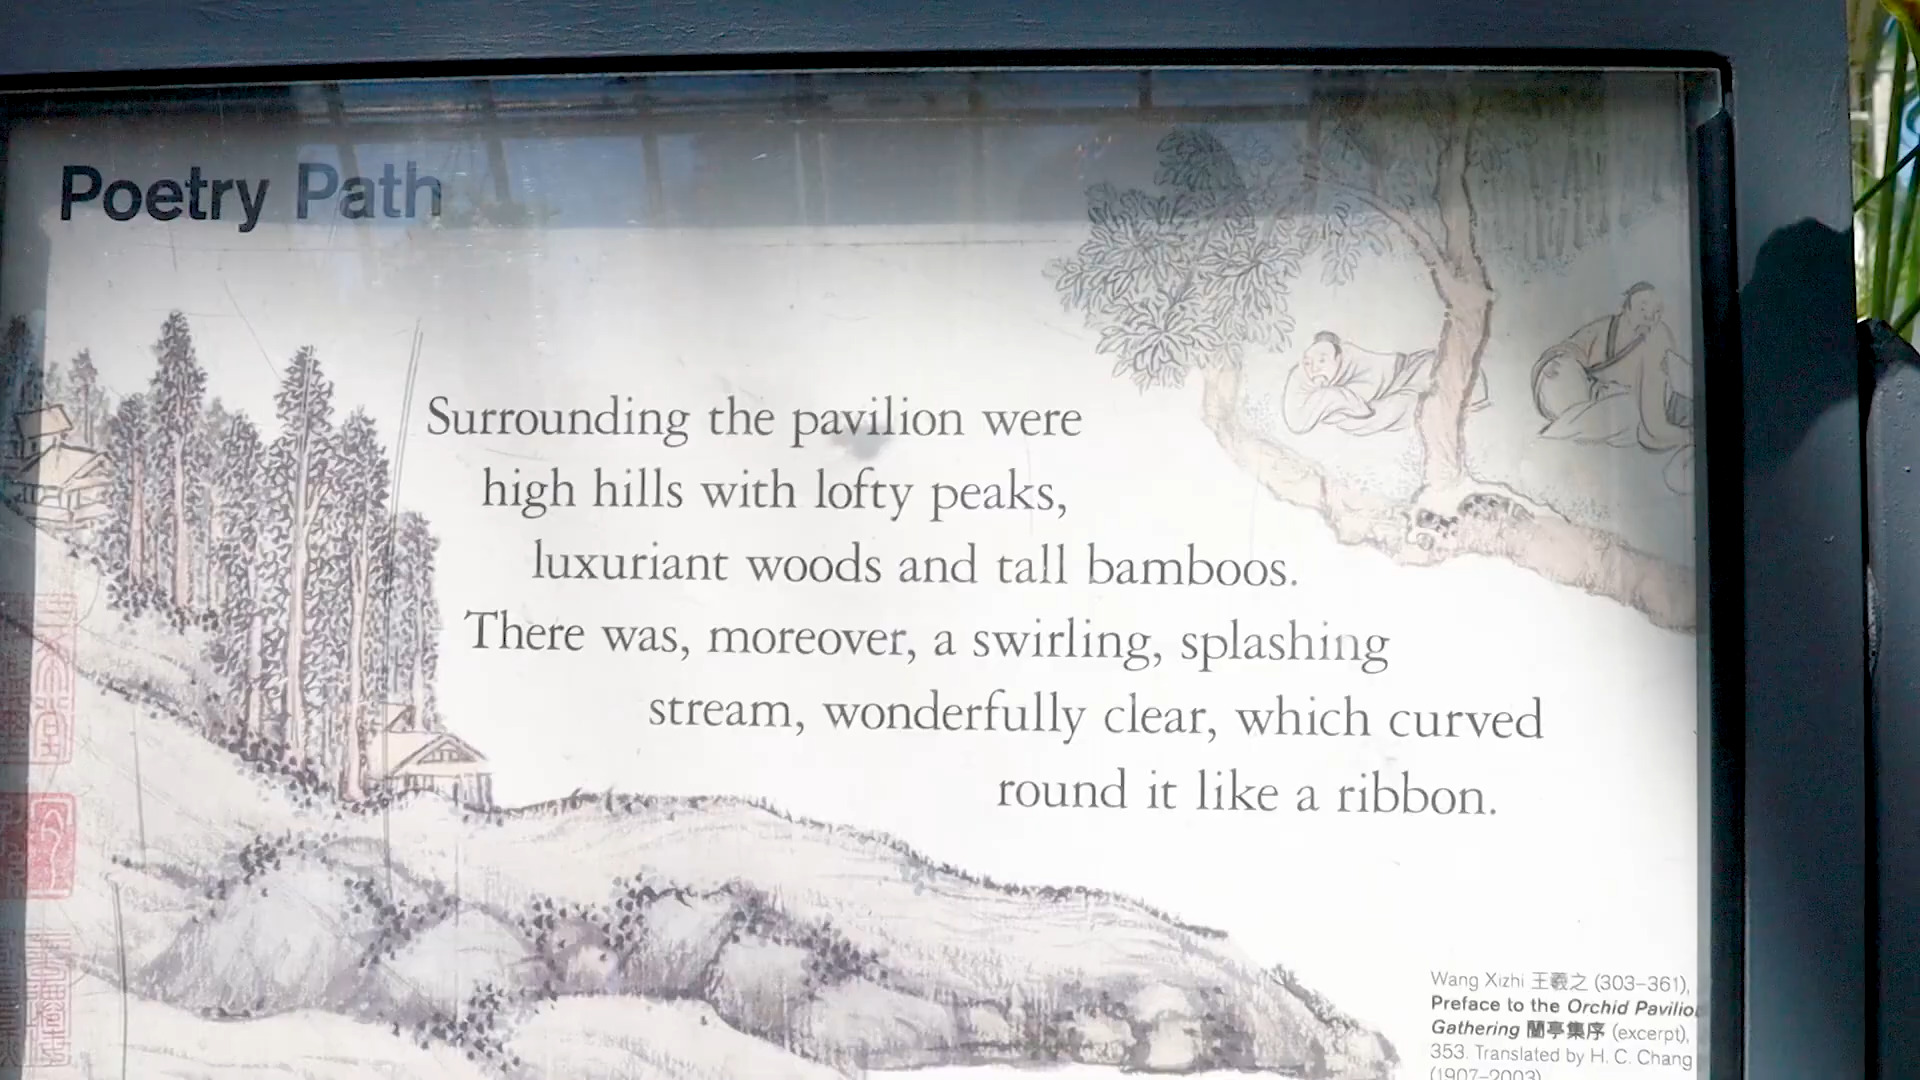 Poetry Path
Surrounding the pavilion were
high hills with lofty peaks,
luxuriant woods and tall bamboos.
There was, moreover, a swirling, splashing
stream, wonderfully clear, which curved
round it like a ribbon.
Wang Xizhi 王羲之 (303–361),
Preface to the Orchid Pavilio
Gathering 蘭亭集序 (excerpt),
353. Translated by H. C. Chang
(1907–2003)